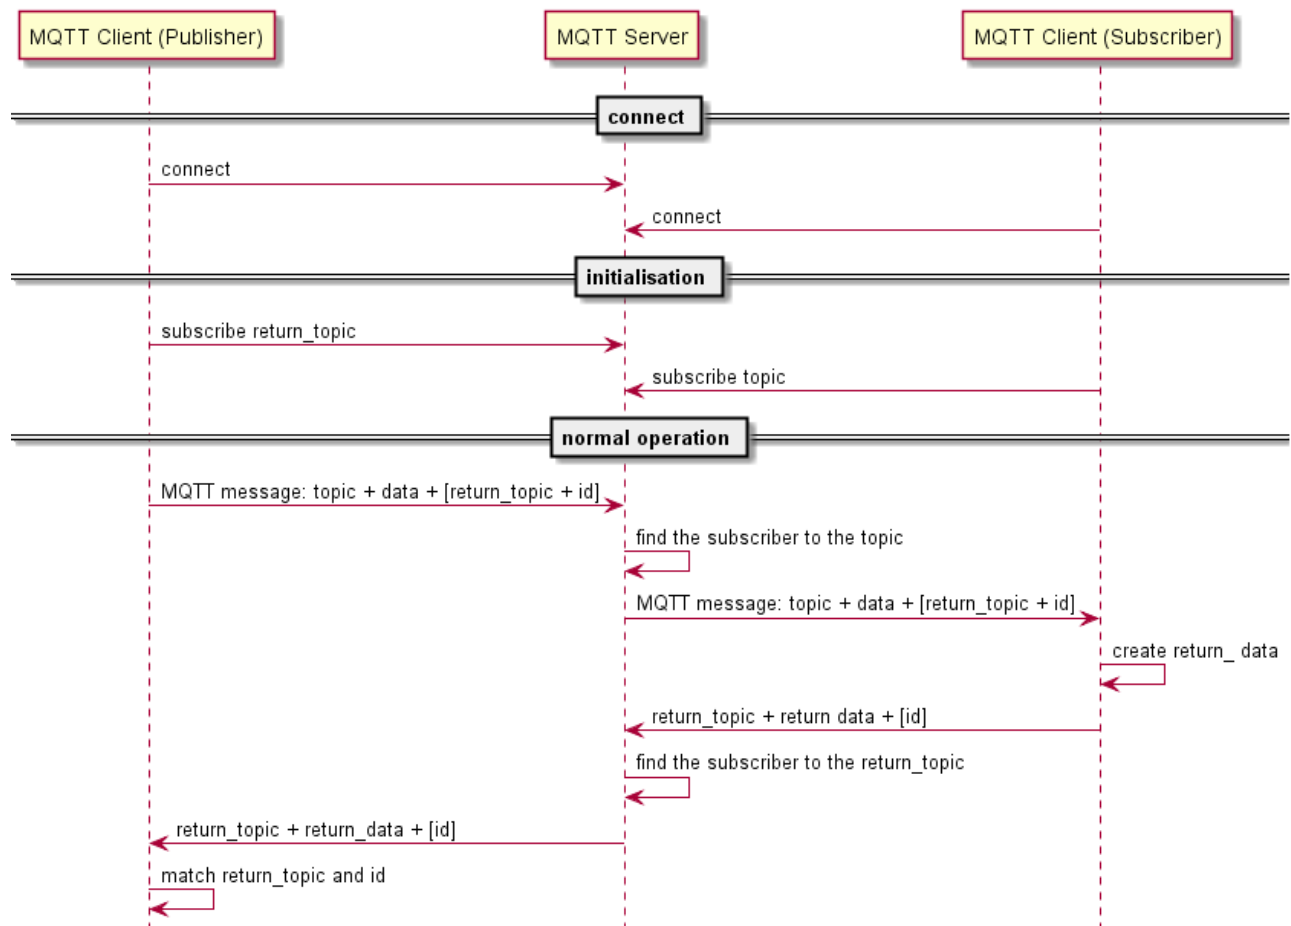 MQTT Client (Publisher)
MQTT Server
MQTT Client (Subscriber)
connect
connect
connect
initialisation
subscribe return_topic
subscribe topic
normal operation
MQTT message: topic + data + [return_topic + id]
find the subscriber to the topic
MQTT message: topic + data + [return_topic + id]
create return_ data
return_topic + return data + [id]
find the subscriber to the return_topic
return_topic + return_data + [id]
match return_topic and id